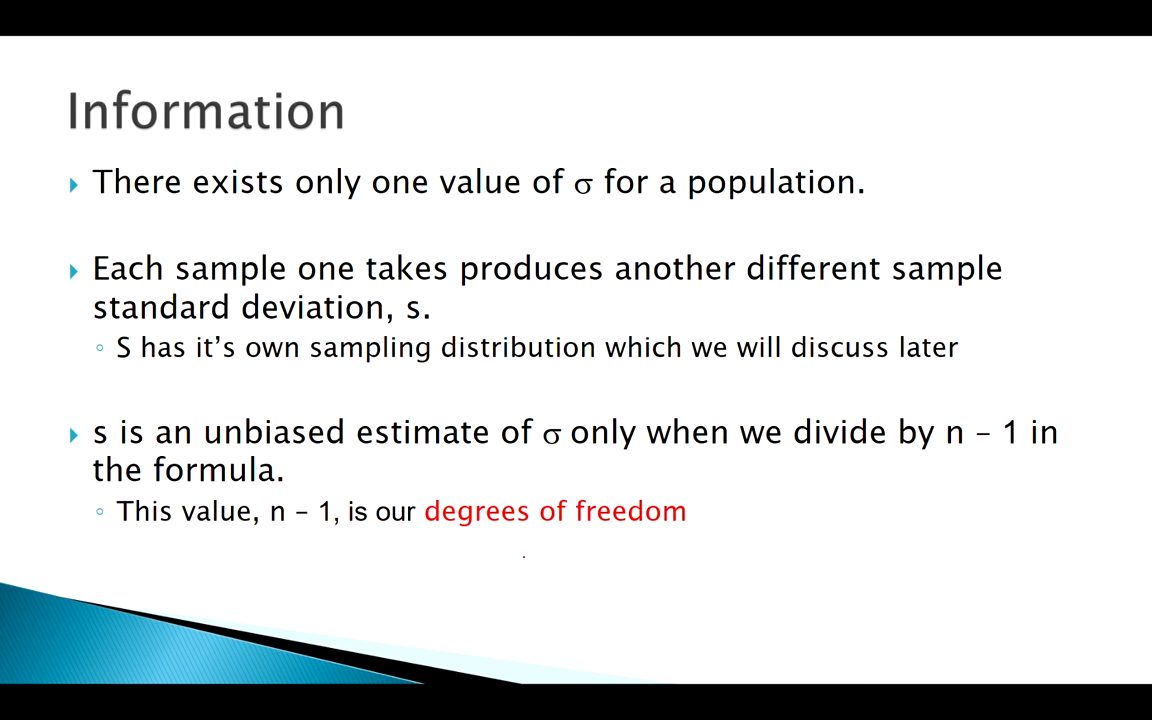 Information
There exists only one value of σ for a population.
Each sample one takes produces another different sample
standard deviation, s.
S has it’s own sampling distribution which we will discuss later
s is an unbiased estimate of σ only when we divide by n – 1 in
the formula.
This value, n – 1, is our degrees of freedom